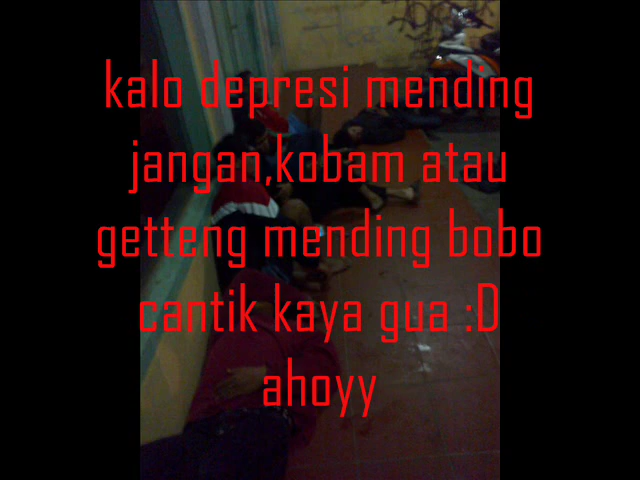 kalo depresi mending
jangan,kobam atau
getteng mending bobo
cantik kaya gua :D
ahoyy